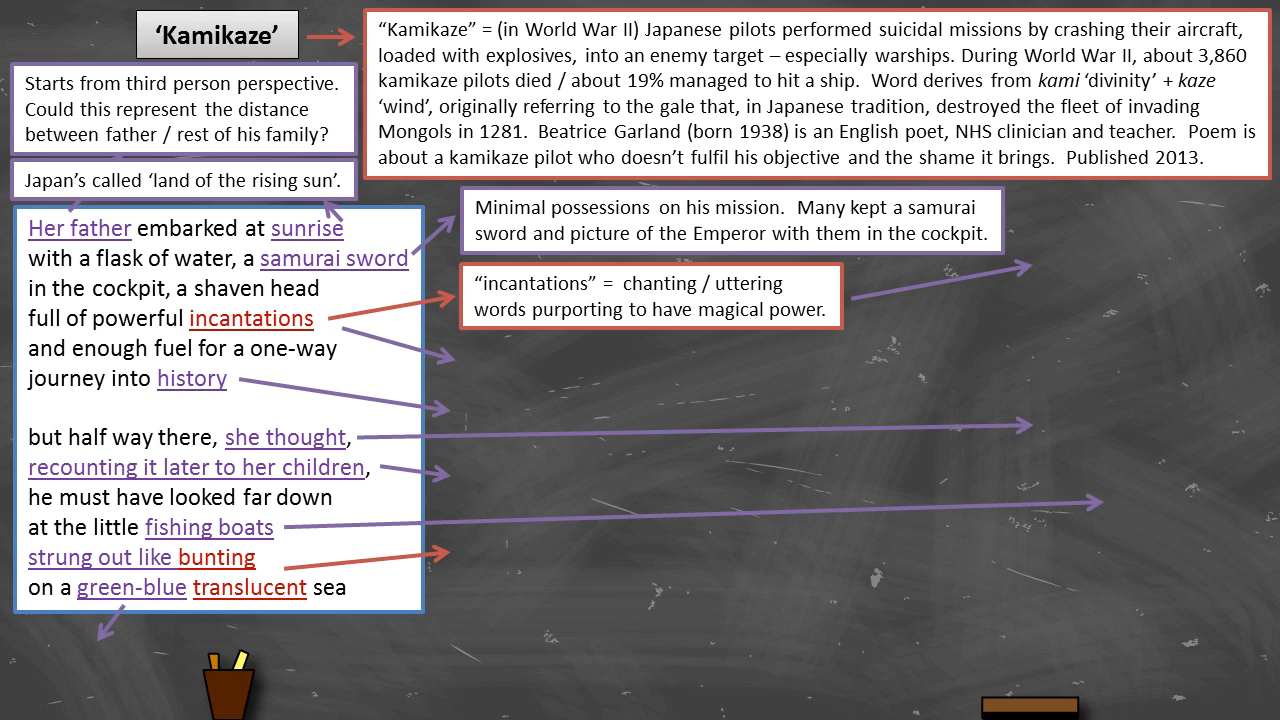 ‘Kamikaze’
“Kamikaze” = (in World War II) Japanese pilots performed suicidal missions by crashing their aircraft,
loaded with explosives, into an enemy target – especially warships. During World War II, about 3,860
kamikaze pilots died / about 19% managed to hit a ship. Word derives from kami ‘divinity’ + kaze
‘wind’, originally referring to the gale that, in Japanese tradition, destroyed the fleet of invading
Mongols in 1281. Beatrice Garland (born 1938) is an English poet, NHS clinician and teacher. Poem is
about a kamikaze pilot who doesn’t fulfil his objective and the shame it brings. Published 2013.
Starts from third person perspective.
Could this represent the distance
between father / rest of his family?
Japan’s called ‘land of the rising sun’.
Her father embarked at sunrise
with a flask of water, a samurai sword
in the cockpit, a shaven head
full of powerful incantations
and enough fuel for a one-way
journey into history
but half way there, she thought,
recounting it later to her children,
he must have looked far down
at the little fishing boats
strung out like bunting
on a green-blue translucent sea
Minimal possessions on his mission. Many kept a samurai
sword and picture of the Emperor with them in the cockpit.
“incantations” = chanting / uttering
words purporting to have magical power.